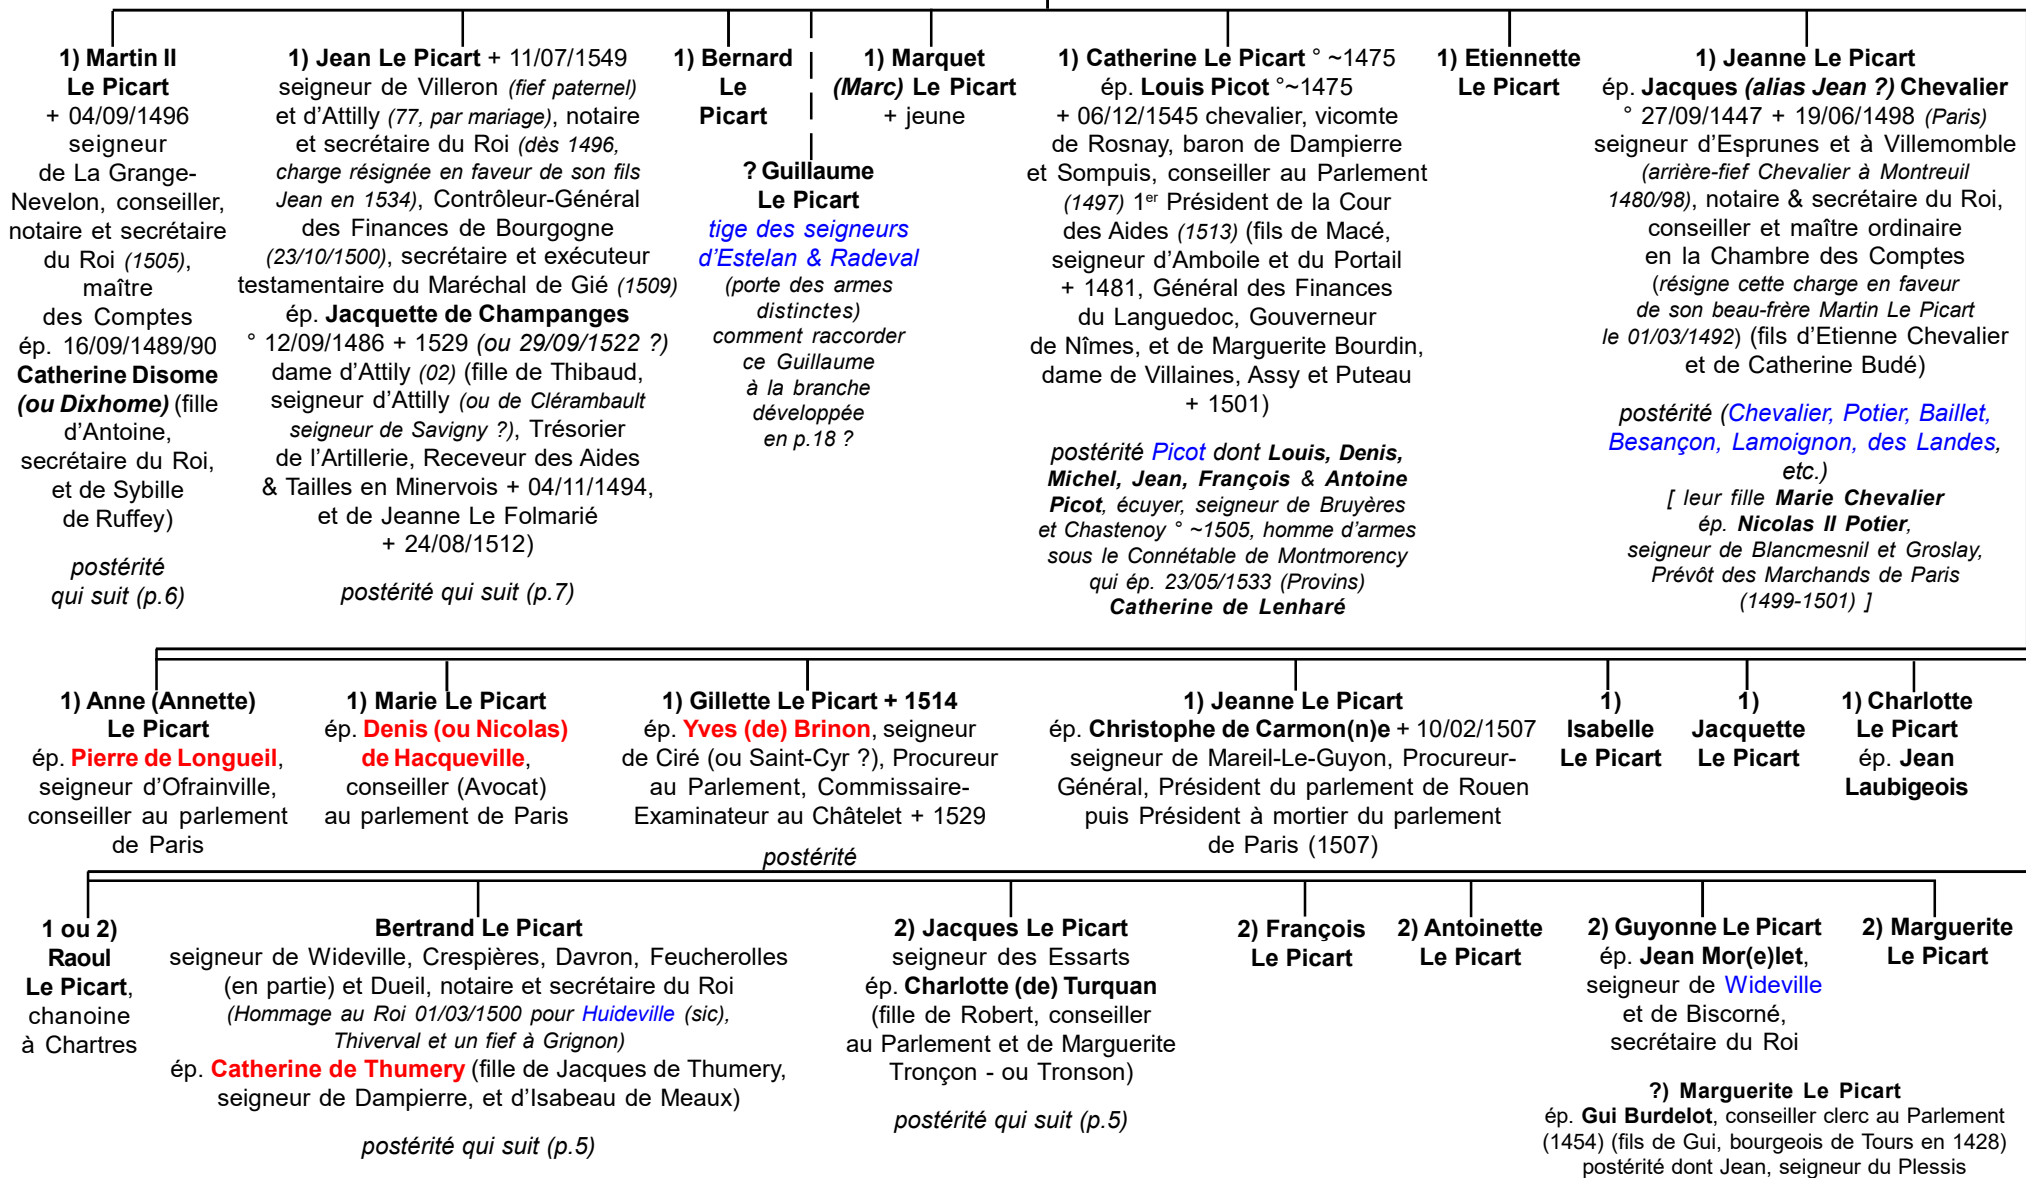 1) Martin II
Le Picart
+ 04/09/1496
seigneur
de La Grange-
Nevelon, conseiller,
notaire et secrétaire
du Roi (1505),
maître
des Comptes
ép. 16/09/1489/90
Catherine Disome
(ou Dixhome) (fille
d'Antoine,
secrétaire du Roi,
et de Sybille
de Ruffey)
postérité
qui suit (p.6)
1) Jean Le Picart + 11/07/1549
seigneur de Villeron (fief paternel)
et d'Attilly (77, par mariage), notaire
et secrétaire du Roi (dès 1496,
charge résignée en faveur de son fils
Jean en 1534), Contrôleur-Général
des Finances de Bourgogne
(23/10/1500), secrétaire et exécuteur
testamentaire du Maréchal de Gié (1509)
ép. Jacquette de Champanges
° 12/09/1486 + 1529 (ou 29/09/1522 ?)
dame d'Attily (02) (fille de Thibaud,
seigneur d'Attilly (ou de Clérambault
seigneur de Savigny ?), Trésorier
de l'Artillerie, Receveur des Aides
& Tailles en Minervois + 04/11/1494,
et de Jeanne Le Folmarié
+ 24/08/1512)
postérité qui suit (p.7)
1) Bernard
Le
Picart
? Guillaume
Le Picart
tige des seigneurs
d'Estelan & Radeval
(porte des armes
distinctes)
comment raccorder
ce Guillaume
à la branche
développée
en p.18 ?
1) Marquet
(Marc) Le Picart
+ jeune
1) Catherine Le Picart ° ~1475
ép. Louis Picot °~1475
+ 06/12/1545 chevalier, vicomte
de Rosnay, baron de Dampierre
et Sompuis, conseiller au Parlement
(1497) 1er Président de la Cour
des Aides (1513) (fils de Macé,
seigneur d'Amboile et du Portail
+ 1481, Général des Finances
du Languedoc, Gouverneur
de Nîmes, et de Marguerite Bourdin,
dame de Villaines, Assy et Puteau
+ 1501)
postérité Picot dont Louis, Denis,
Michel, Jean, François & Antoine
Picot, écuyer, seigneur de Bruyères
et Chastenoy ° ~1505, homme d'armes
sous le Connétable de Montmorency
qui ép. 23/05/1533 (Provins)
Catherine de Lenharé
1) Etiennette
Le Picart
1) Jeanne Le Picart
ép. Jacques (alias Jean ?) Chevalier
° 27/09/1447 + 19/06/1498 (Paris)
seigneur d'Esprunes et à Villemomble
(arrière-fief Chevalier à Montreuil
1480/98), notaire & secrétaire du Roi,
conseiller et maître ordinaire
en la Chambre des Comptes
(résigne cette charge en faveur
de son beau-frère Martin Le Picart
le 01/03/1492) (fils d'Etienne Chevalier
et de Catherine Budé)
postérité (Chevalier, Potier, Baillet,
Besançon, Lamoignon, des Landes,
etc.)
[ leur fille Marie Chevalier
ép. Nicolas II Potier,
seigneur de Blancmesnil et Groslay,
Prévôt des Marchands de Paris
(1499-1501) ]
1) Anne (Annette)
Le Picart
ép. Pierre de Longueil,
seigneur d'Ofrainville,
conseiller au parlement
de Paris
1) Marie Le Picart
ép. Denis (ou Nicolas)
de Hacqueville,
conseiller (Avocat)
au parlement de Paris
1) Gillette Le Picart + 1514
ép. Yves (de) Brinon, seigneur
de Ciré (ou Saint-Cyr ?), Procureur
au Parlement, Commissaire-
Examinateur au Châtelet + 1529
postérité
1) Jeanne Le Picart
ép. Christophe de Carmon(n)e + 10/02/1507
seigneur de Mareil-Le-Guyon, Procureur-
Général, Président du parlement de Rouen
puis Président à mortier du parlement
de Paris (1507)
1)
Isabelle
Le Picart
1)
Jacquette
Le Picart
1) Charlotte
Le Picart
ép. Jean
Laubigeois
1 ou 2)
Raoul
Le Picart,
chanoine
à Chartres
Bertrand Le Picart
seigneur de Wideville, Crespières, Davron, Feucherolles
(en partie) et Dueil, notaire et secrétaire du Roi
(Hommage au Roi 01/03/1500 pour Huideville (sic),
Thiverval et un fief à Grignon)
ép. Catherine de Thumery (fille de Jacques de Thumery,
seigneur de Dampierre, et d'Isabeau de Meaux)
postérité qui suit (p.5)
2) Jacques Le Picart
seigneur des Essarts
ép. Charlotte (de) Turquan
(fille de Robert, conseiller
au Parlement et de Marguerite
Tronçon - ou Tronson)
postérité qui suit (p.5)
2) François
Le Picart
2) Antoinette
Le Picart
2) Guyonne Le Picart
ép. Jean Mor(e)let,
seigneur de Wideville
et de Biscorné,
secrétaire du Roi
2) Marguerite
Le Picart
?) Marguerite Le Picart
ép. Gui Burdelot, conseiller clerc au Parlement
(1454) (fils de Gui, bourgeois de Tours en 1428)
postérité dont Jean, seigneur du Plessis